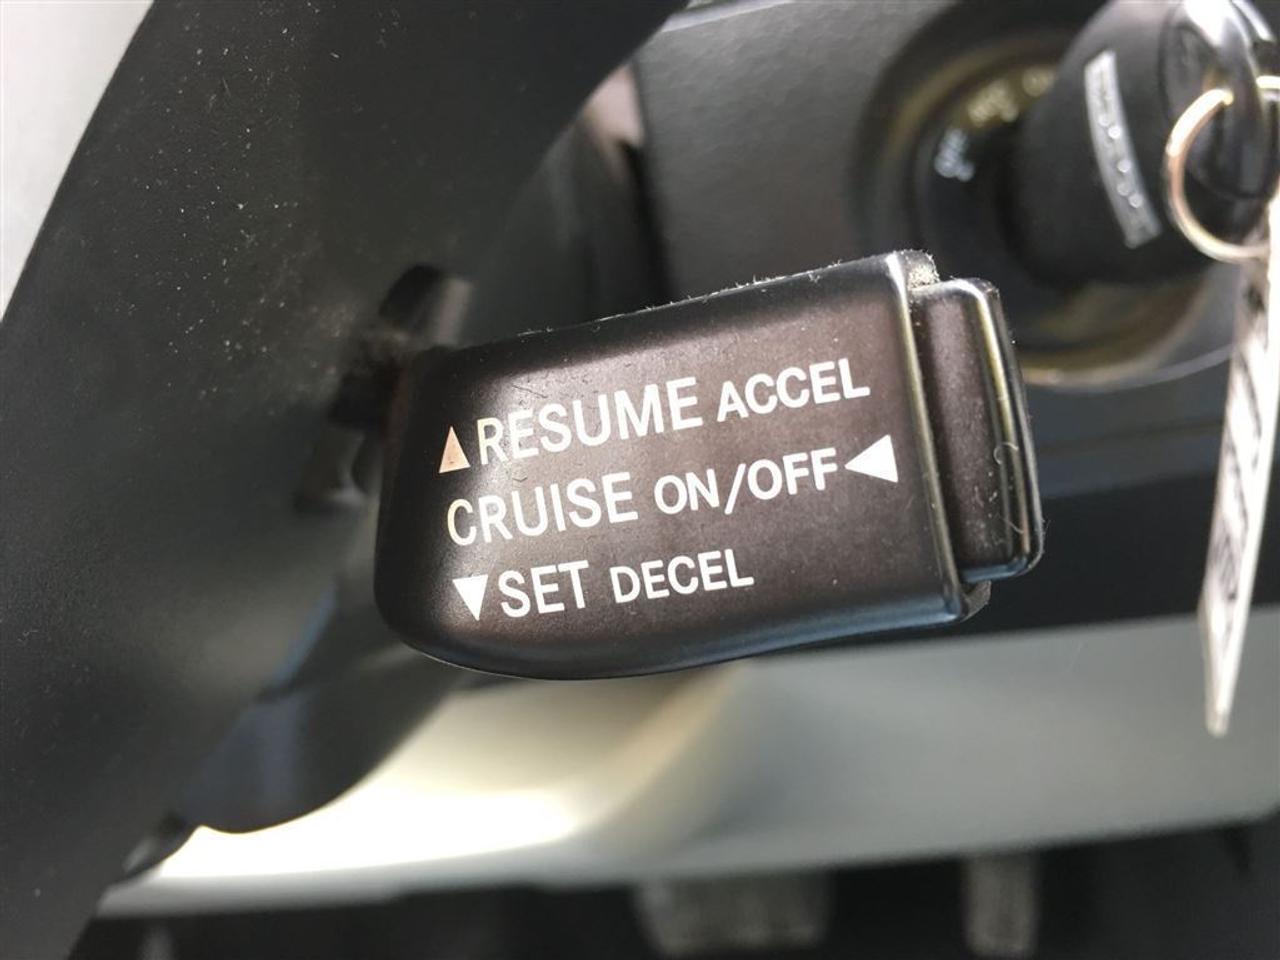 ▲RESUME ACCEL
CRUISE ON/OFF◀
▼SET DECEL